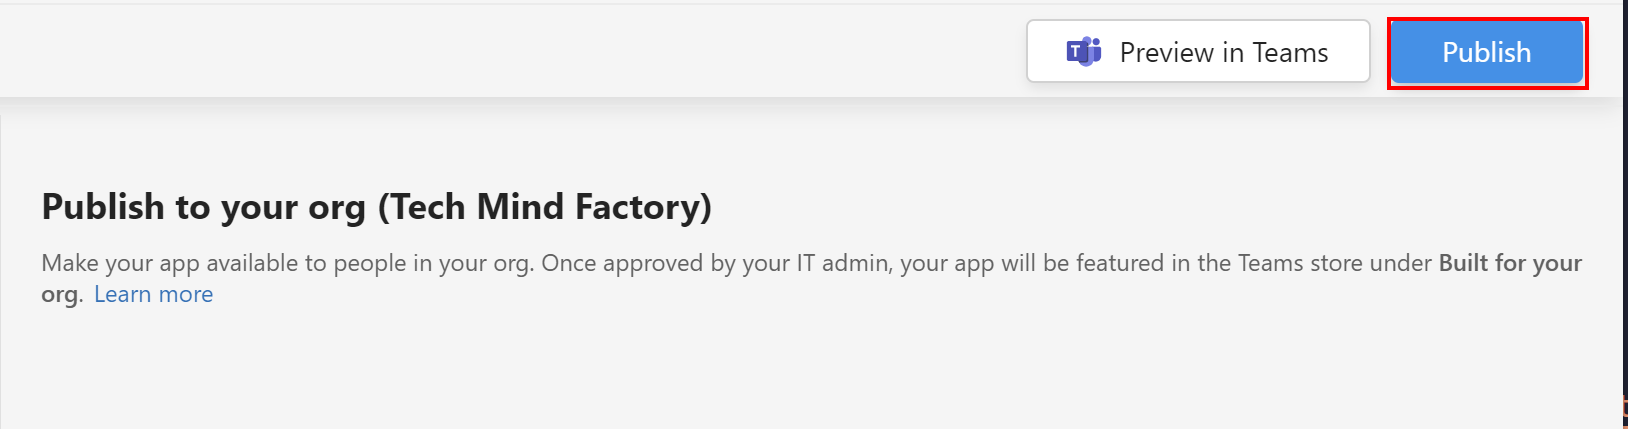 Preview in Teams
Publish
Publish to your org (Tech Mind Factory)
Make your app available to people in your org. Once approved by your IT admin, your app will be featured in the Teams store under Built for your
org. Learn more